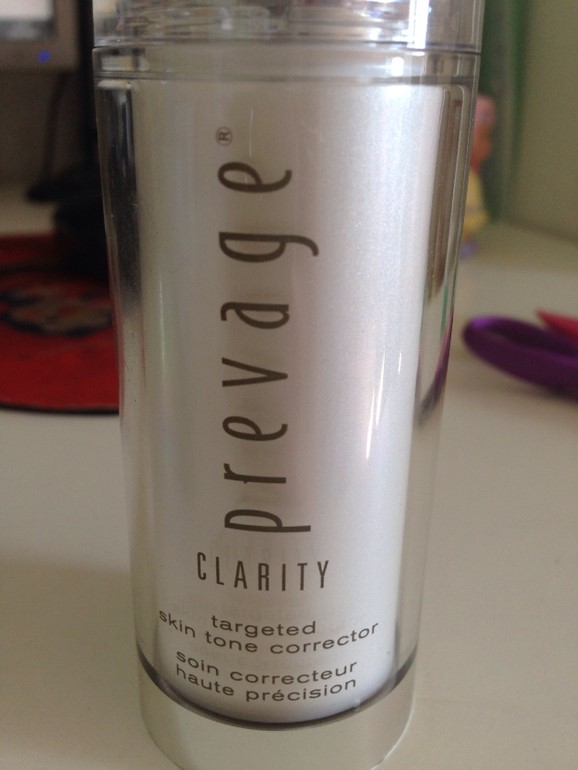 prevage®
CLARITY
targeted
skin tone corrector
soin correcteur
haute précision